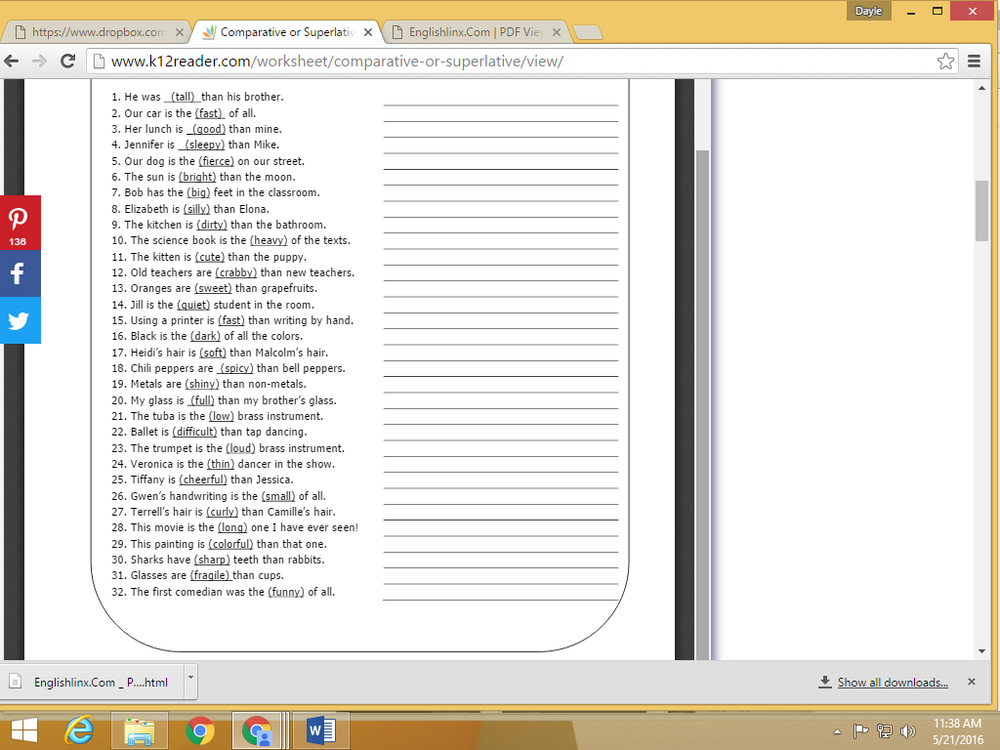 Dayle
https://www.dropbox.com
Comparative or Superlativ
Englishlinx.Com | PDF View
www.k12reader.com/worksheet/comparative-or-superlative/view/
1. He was (tall) than his brother.
2. Our car is the (fast) of all.
3. Her lunch is (good) than mine.
4. Jennifer is (sleepy) than Mike.
5. Our dog is the (fierce) on our street.
6. The sun is (bright) than the moon.
7. Bob has the (big) feet in the classroom.
8. Elizabeth is (silly) than Elona.
9. The kitchen is (dirty) than the bathroom.
10. The science book is the (heavy) of the texts.
11. The kitten is (cute) than the puppy.
12. Old teachers are (crabby) than new teachers.
13. Oranges are (sweet) than grapefruits.
14. Jill is the (quiet) student in the room.
15. Using a printer is (fast) than writing by hand.
16. Black is the (dark) of all the colors.
17. Heidi's hair is (soft) than Malcolm's hair.
18. Chili peppers are (spicy) than bell peppers.
19. Metals are (shiny) than non-metals.
20. My glass is (full) than my brother's glass.
21. The tuba is the (low) brass instrument.
22. Ballet is (difficult) than tap dancing.
23. The trumpet is the (loud) brass instrument.
24. Veronica is the (thin) dancer in the show.
25. Tiffany is (cheerful) than Jessica.
26. Gwen's handwriting is the (small) of all.
27. Terrell's hair is (curly) than Camille's hair.
28. This movie is the (long) one I have ever seen!
29. This painting is (colorful) than that one.
30. Sharks have (sharp) teeth than rabbits.
31. Glasses are (fragile) than cups.
32. The first comedian was the (funny) of all.
136
Englishlinx.Com _ P....html
Show all downloads...
11:38 AM
5/21/2016